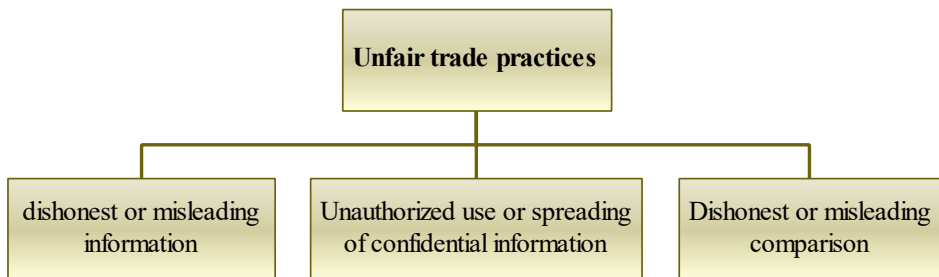 Unfair trade practices
dishonest or misleading
information
Unauthorized use or spreading
of confidential information
Dishonest or misleading
comparison